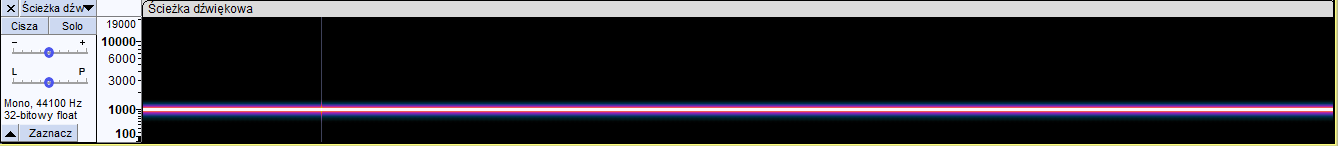 Ścieżka dźw
Ścieżka dźwiękowa
Cisza Solo
- +
L P
Mono, 44100 Hz
32-bitowy float
Zaznacz
19000
10000
6000
3000
1000
100